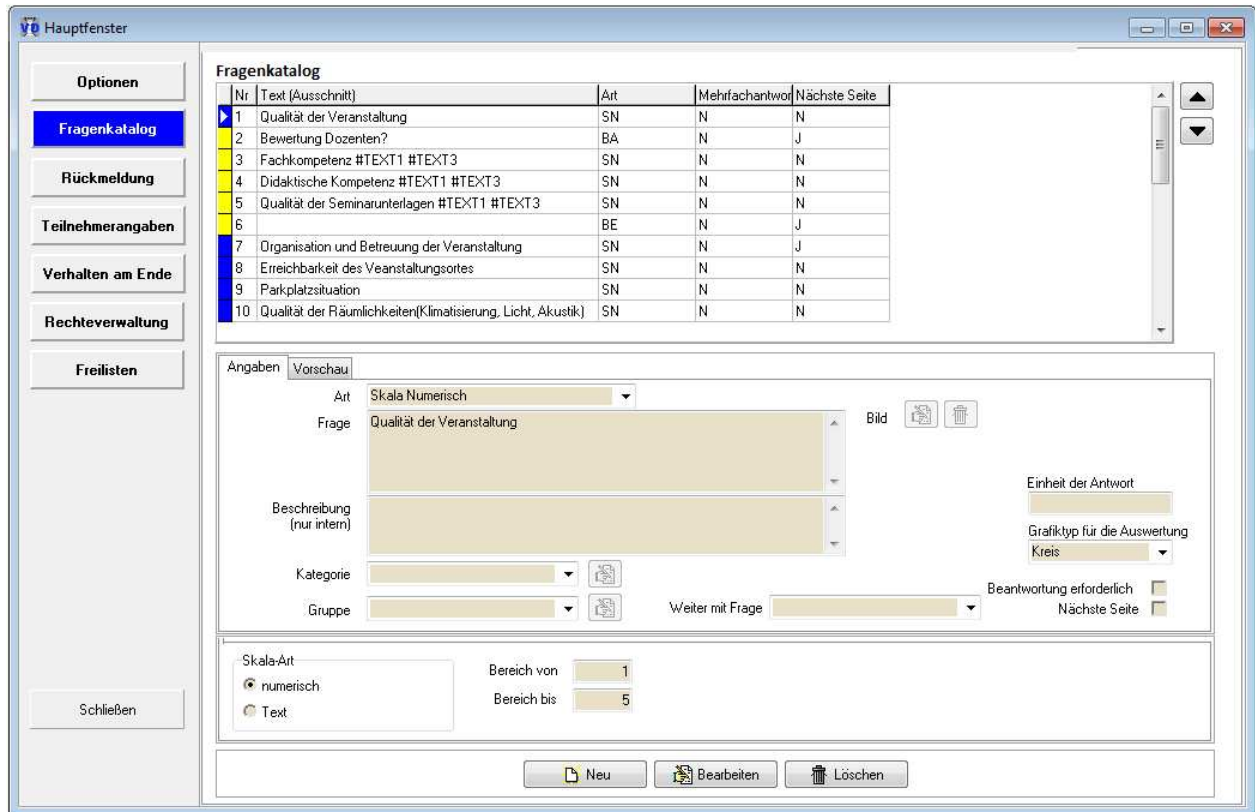 VD Hauptfenster
Optionen
Fragenkatalog
Rückmeldung
Teilnehmerangaben
Verhalten am Ende
Rechteverwaltung
Freilisten
Schließen
Fragenkatalog
Nr Text (Ausschnitt) Art Mehrfachantwor Nächste Seite
1 Qualität der Veranstaltung SN N N
2 Bewertung Dozenten? BA N J
3 Fachkompetenz #TEXT1 #TEXT3 SN N N
4 Didaktische Kompetenz #TEXT1 #TEXT3 SN N N
5 Qualität der Seminarunterlagen #TEXT1 #TEXT3 SN N N
6 BE N J
7 Organisation und Betreuung der Veranstaltung SN N J
8 Erreichbarkeit des Veanstaltungsortes SN N N
9 Parkplatzsituation SN N N
10 Qualität der Räumlichkeiten(Klimatisierung, Licht, Akustik) SN N N
Angaben Vorschau
Art Skala Numerisch
Frage Qualität der Veranstaltung Bild
Einheit der Antwort
Beschreibung
(nur intern)
Grafiktyp für die Auswertung
Kreis
Kategorie
Beantwortung erforderlich
Gruppe Weiter mit Frage Nächste Seite
Skala-Art
numerisch
Text
Bereich von 1
Bereich bis 5
Neu Bearbeiten Löschen